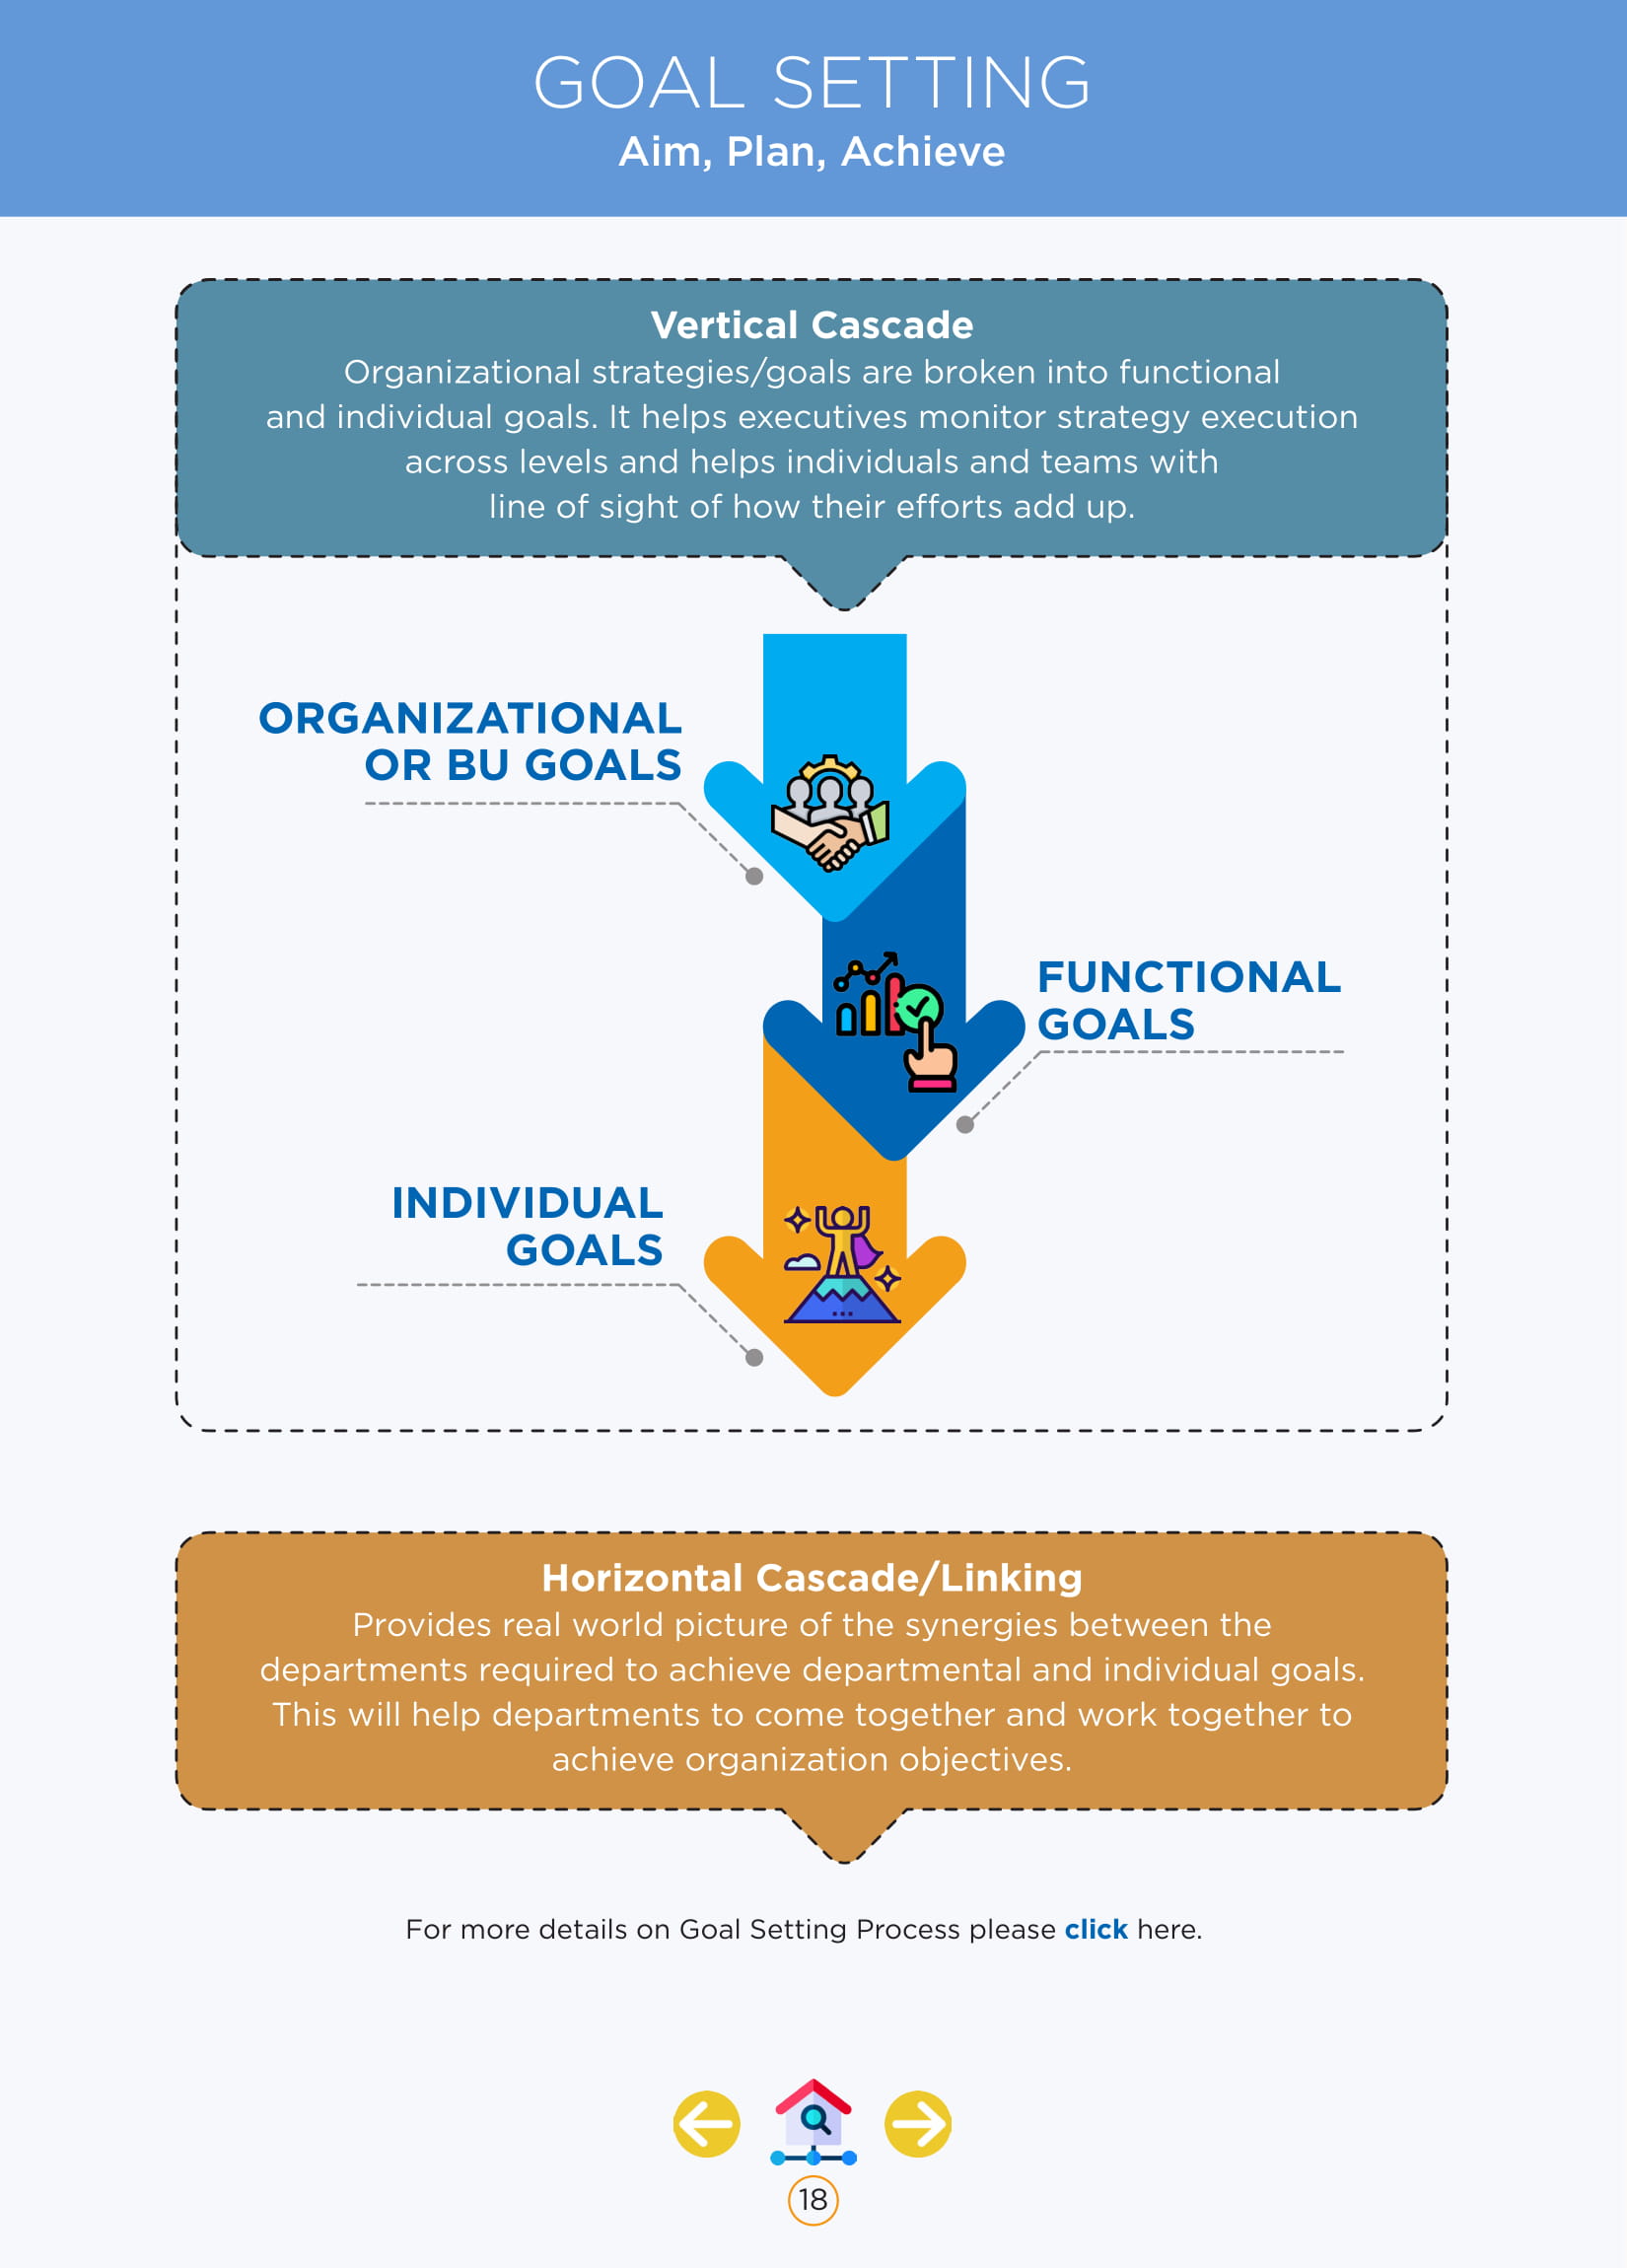 GOAL SETTING
Aim, Plan, Achieve
Vertical Cascade
Organizational strategies/goals are broken into functional
and individual goals. It helps executives monitor strategy execution
across levels and helps individuals and teams with
line of sight of how their efforts add up.
ORGANIZATIONAL
OR BU GOALS
FUNCTIONAL
GOALS
INDIVIDUAL
GOALS
Horizontal Cascade/Linking
Provides real world picture of the synergies between the
departments required to achieve departmental and individual goals.
This will help departments to come together and work together to
achieve organization objectives.
For more details on Goal Setting Process please click here.
18